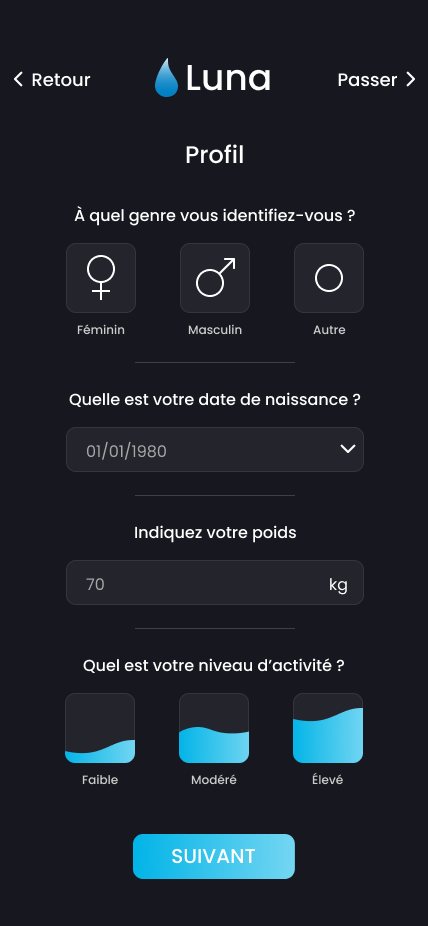 Retour
Luna
Passer
Profil
À quel genre vous identifiez-vous ?
Féminin
Masculin
Autre
Quelle est votre date de naissance ?
01/01/1980
Indiquez votre poids
70
kg
Quel est votre niveau d’activité ?
Faible
Modéré
Élevé
SUIVANT